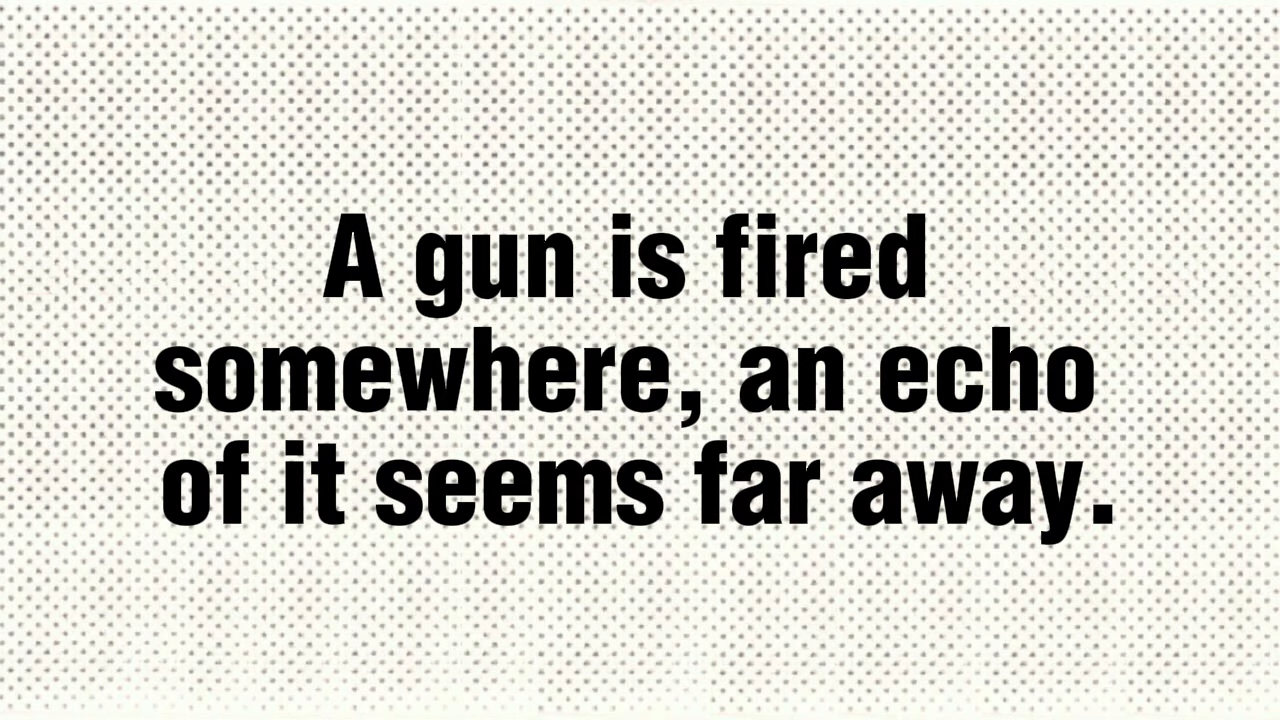 A gun is fired
somewhere, an echo
of it seems far away.